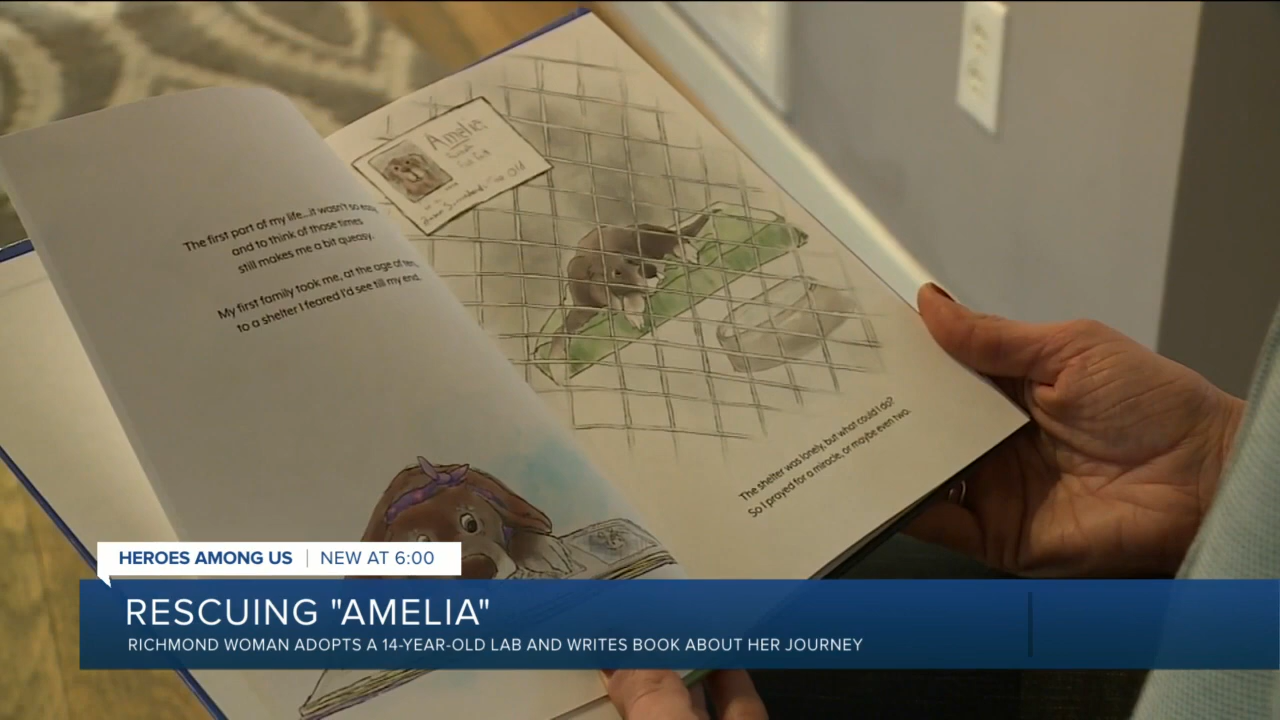 The first part of my life...it wasn't so easy
and to think of those times
still makes me a bit queasy.
My first family took me, at the age of ten,
to a shelter I feared I'd see till my end.
Amelia
The shelter was lonely, but what could I do?
So I prayed for a miracle, or maybe even two.
HEROES AMONG US | NEW AT 6:00
RESCUING "AMELIA"
RICHMOND WOMAN ADOPTS A 14-YEAR-OLD LAB AND WRITES BOOK ABOUT HER JOURNEY